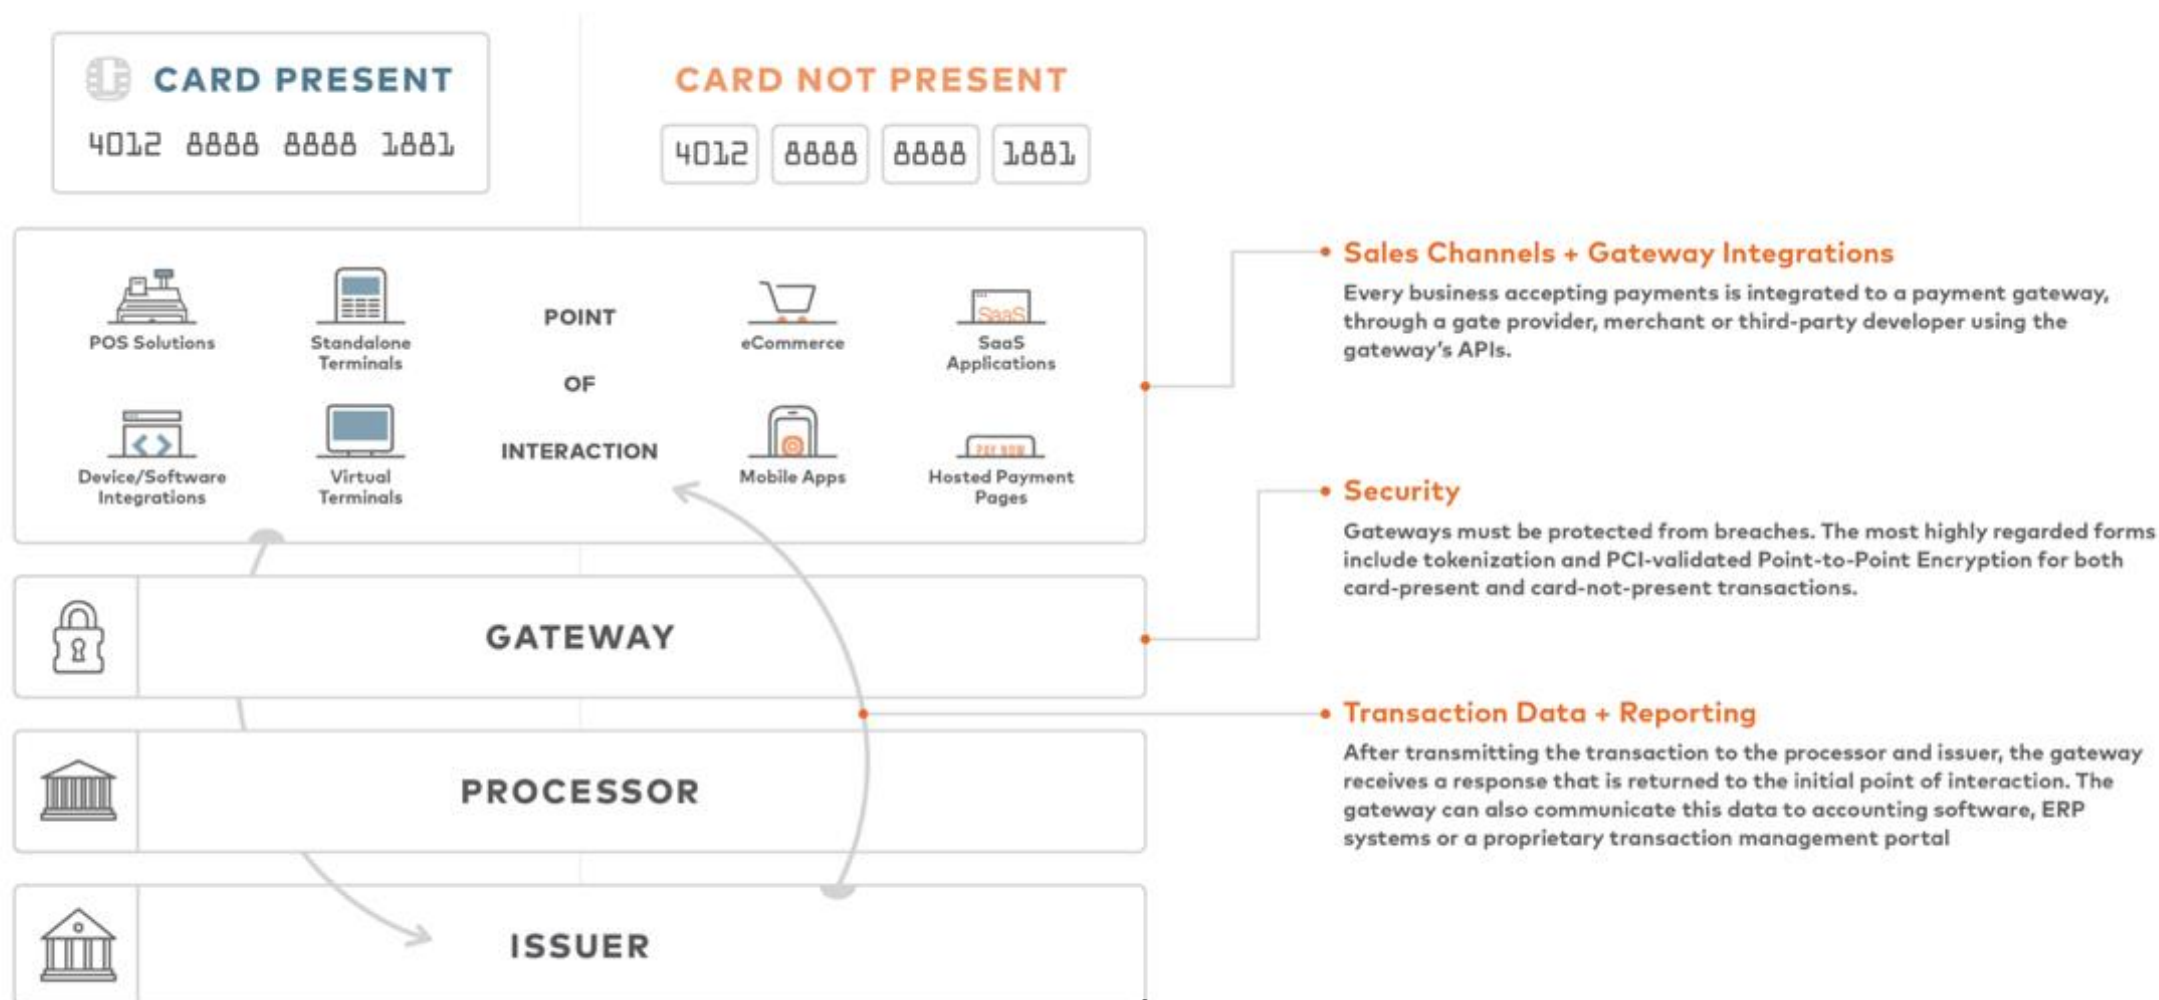 CARD PRESENT
4012 8888 8888 1881
CARD NOT PRESENT
4012 8888 8888 1881
POS Solutions
Standalone
Terminals
Device/Software
Integrations
Virtual
Terminals
POINT
OF
INTERACTION
eCommerce
SaaS
SaaS
Applications
Mobile Apps
PAY NOW
Hosted Payment
Pages
GATEWAY
PROCESSOR
ISSUER
Sales Channels + Gateway Integrations
Every business accepting payments is integrated to a payment gateway,
through a gate provider, merchant or third-party developer using the
gateway's APIs.
Security
Gateways must be protected from breaches. The most highly regarded forms
include tokenization and PCI-validated Point-to-Point Encryption for both
card-present and card-not-present transactions.
Transaction Data + Reporting
After transmitting the transaction to the processor and issuer, the gateway
receives a response that is returned to the initial point of interaction. The
gateway can also communicate this data to accounting software, ERP
systems or a proprietary transaction management portal